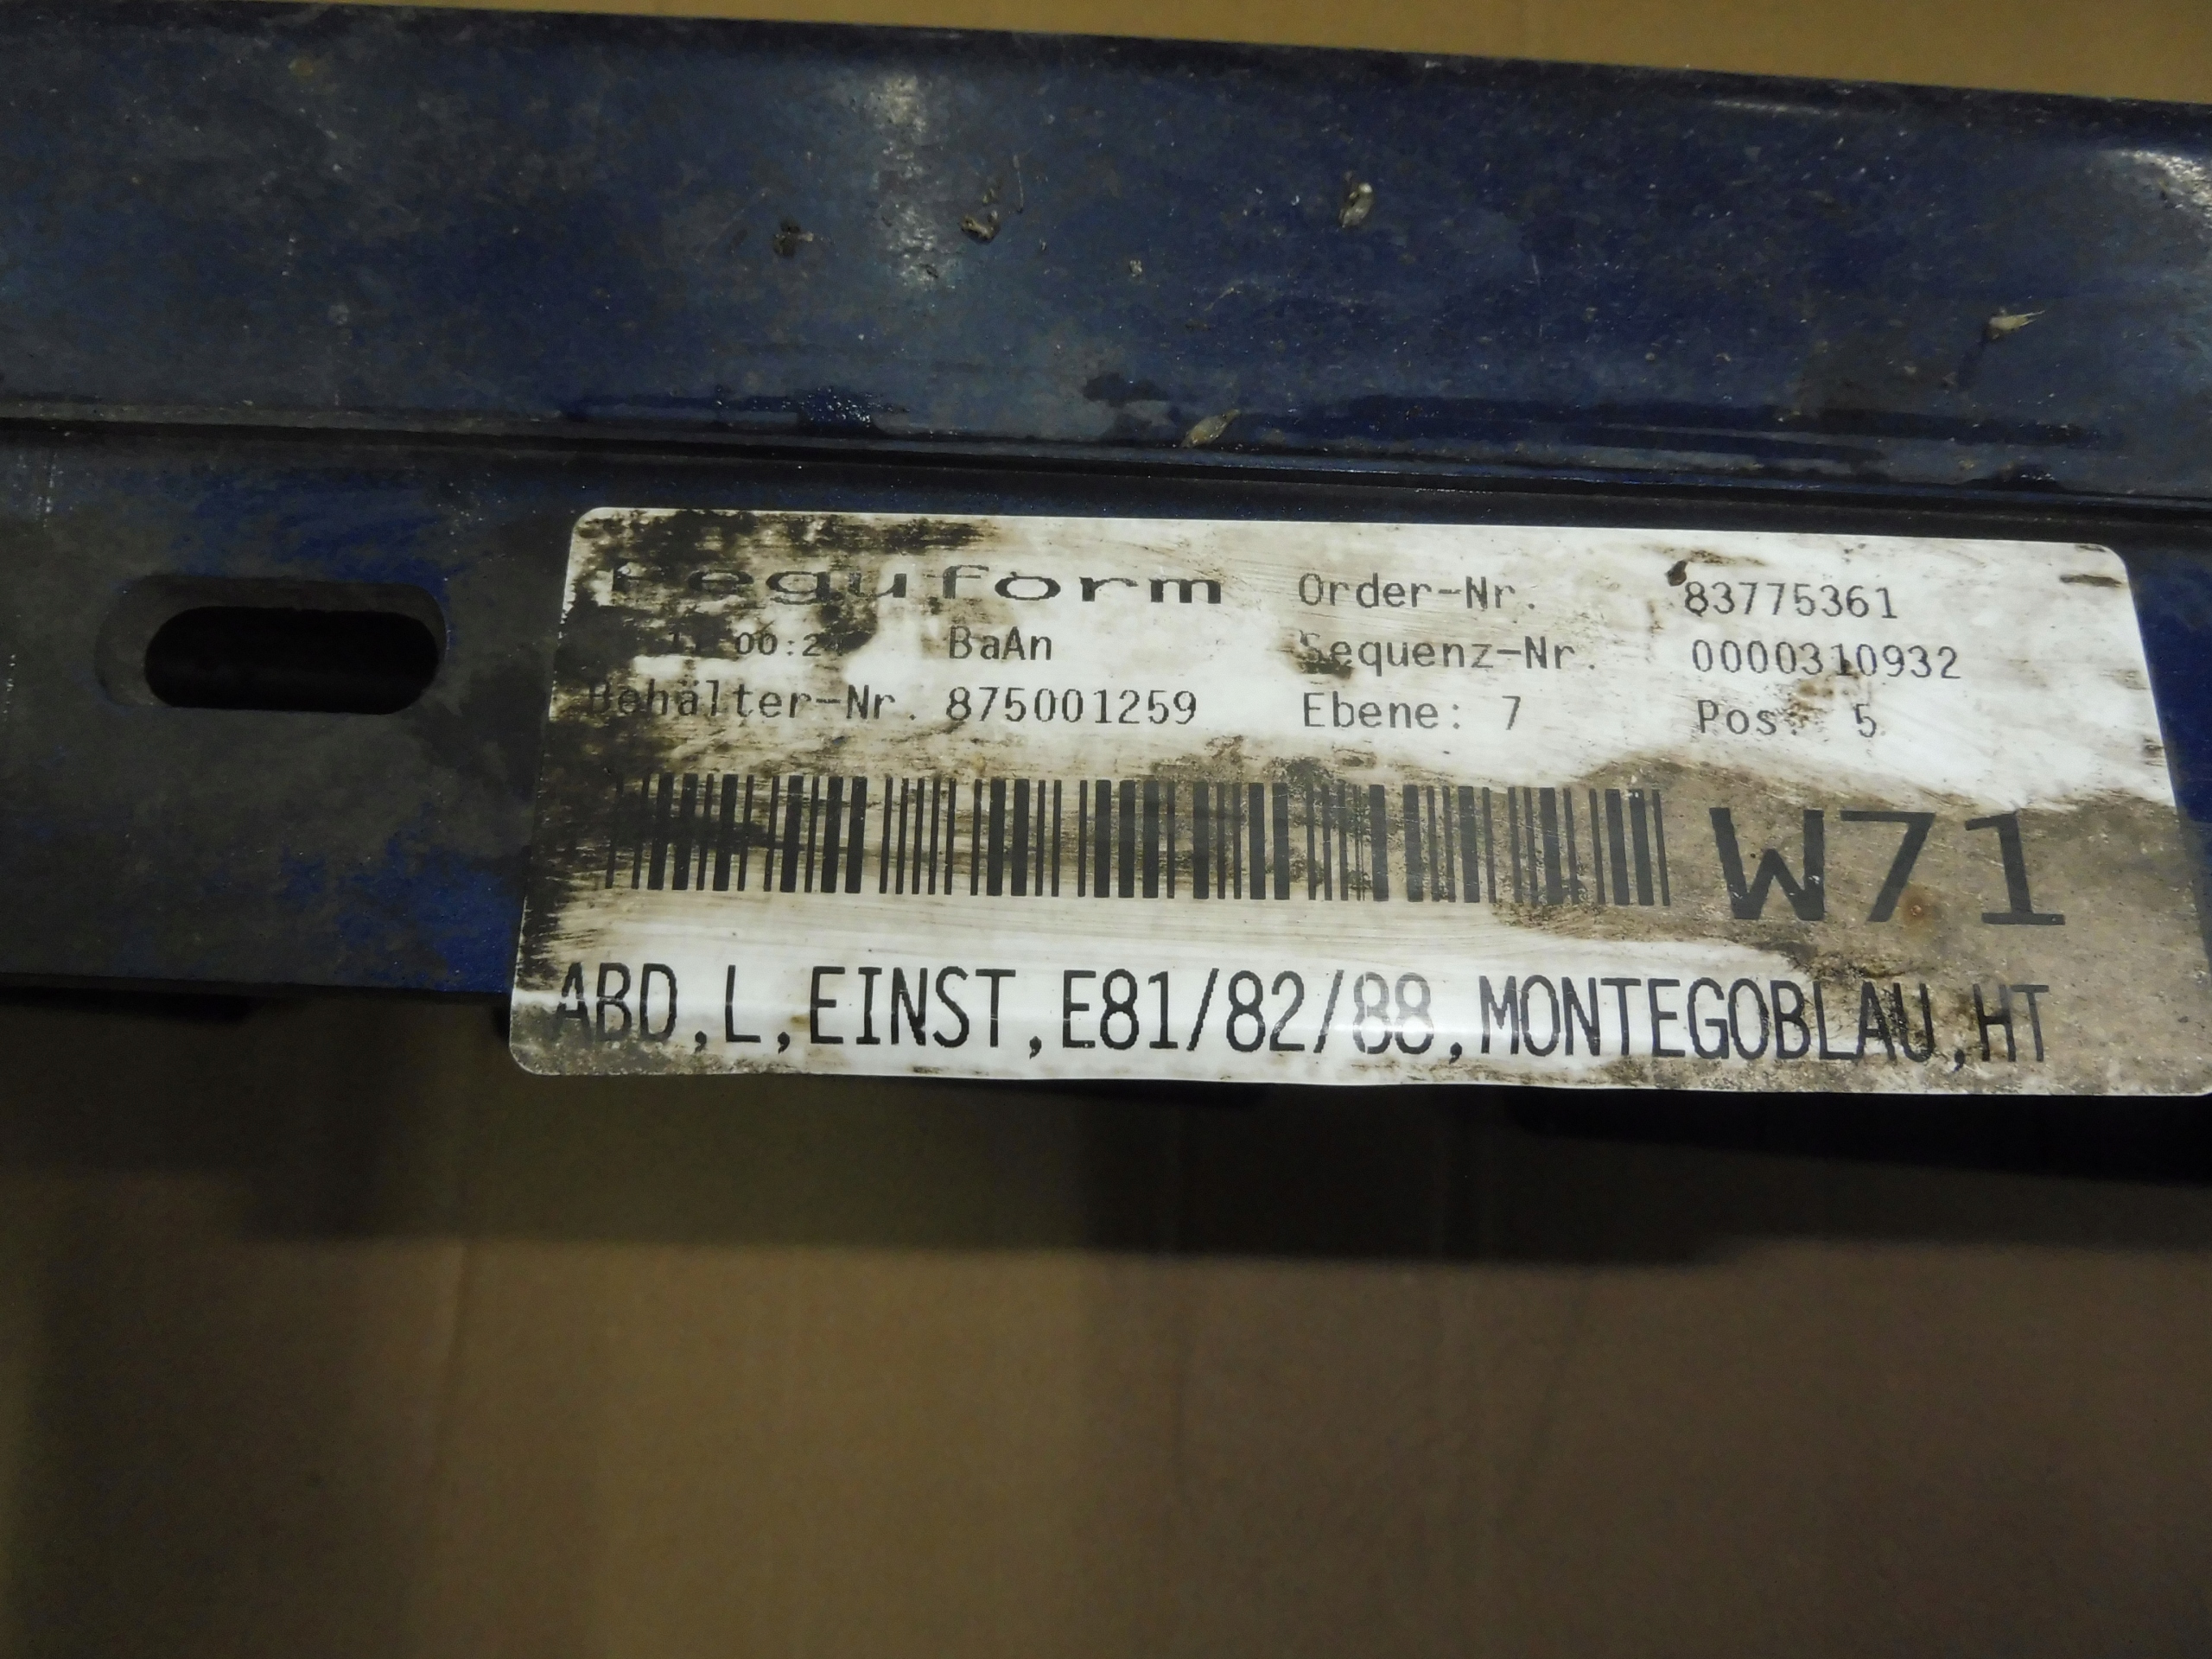 Peguform Order-Nr. 83775361
BaAn Sequenz-Nr. 0000310932
Behälter-Nr. 875001259 Ebene: 7 Pos: 5
W71
ABD,L,EINST,E81/82/88,MONTEGOBLAU,HT